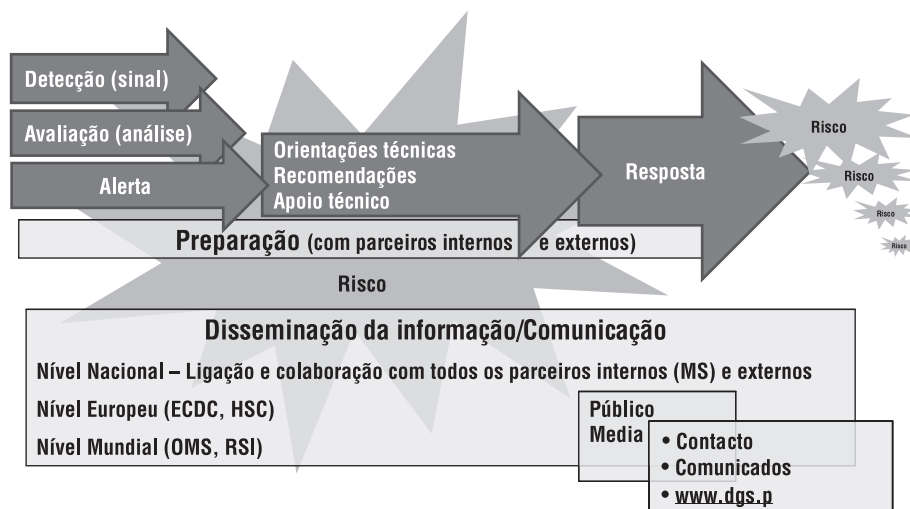 Detecção (sinal)
Avaliação (análise)
Alerta
Orientações técnicas
Recomendações
Apoio técnico
Resposta
Risco
Risco
Risco
Risco
Preparação (com parceiros internos e externos)
Risco
Disseminação da informação/Comunicação
Nível Nacional – Ligação e colaboração com todos os parceiros internos (MS) e externos
Nível Europeu (ECDC, HSC)
Nível Mundial (OMS, RSI)
Público
Media
• Contacto
• Comunicados
• www.dgs.p